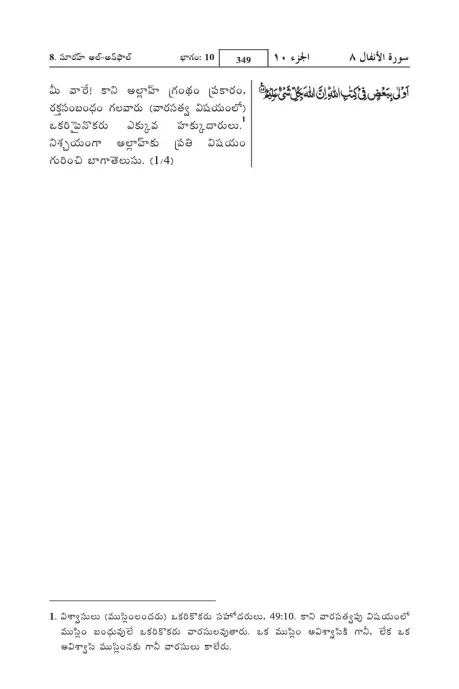 8. సూరహ్ అల్-అన్ఫాల్ భాగం: 10 349 الجزء ١٠ سورة الأنفال ٨
మీ వారే! కాని అల్లాహ్ గ్రంథం ప్రకారం,
రక్తసంబంధం గలవారు (వారసత్వ విషయంలో)
ఒకరిపైనొకరు ఎక్కువ హక్కుదారులు.1
నిశ్చయంగా అల్లాహ్‌కు ప్రతి విషయం
గురించి బాగాతెలుసు. (1/4)
اَوْلٰى بِبَعْضٍ فِىْ كِتٰبِ اللّٰهِ ؕ اِنَّ اللّٰهَ بِكُلِّ شَىْءٍ عَلِيْمٌ ۝۷۵
1. విశ్వాసులు (ముస్లింలందరు) ఒకరికొకరు సహోదరులు, 49:10. కాని వారసత్వపు విషయంలో
ముస్లిం బంధువులే ఒకరికొకరు వారసులవుతారు. ఒక ముస్లిం అవిశ్వాసికి గానీ, లేక ఒక
అవిశ్వాసి ముస్లింనకు గానీ వారసులు కాలేరు.